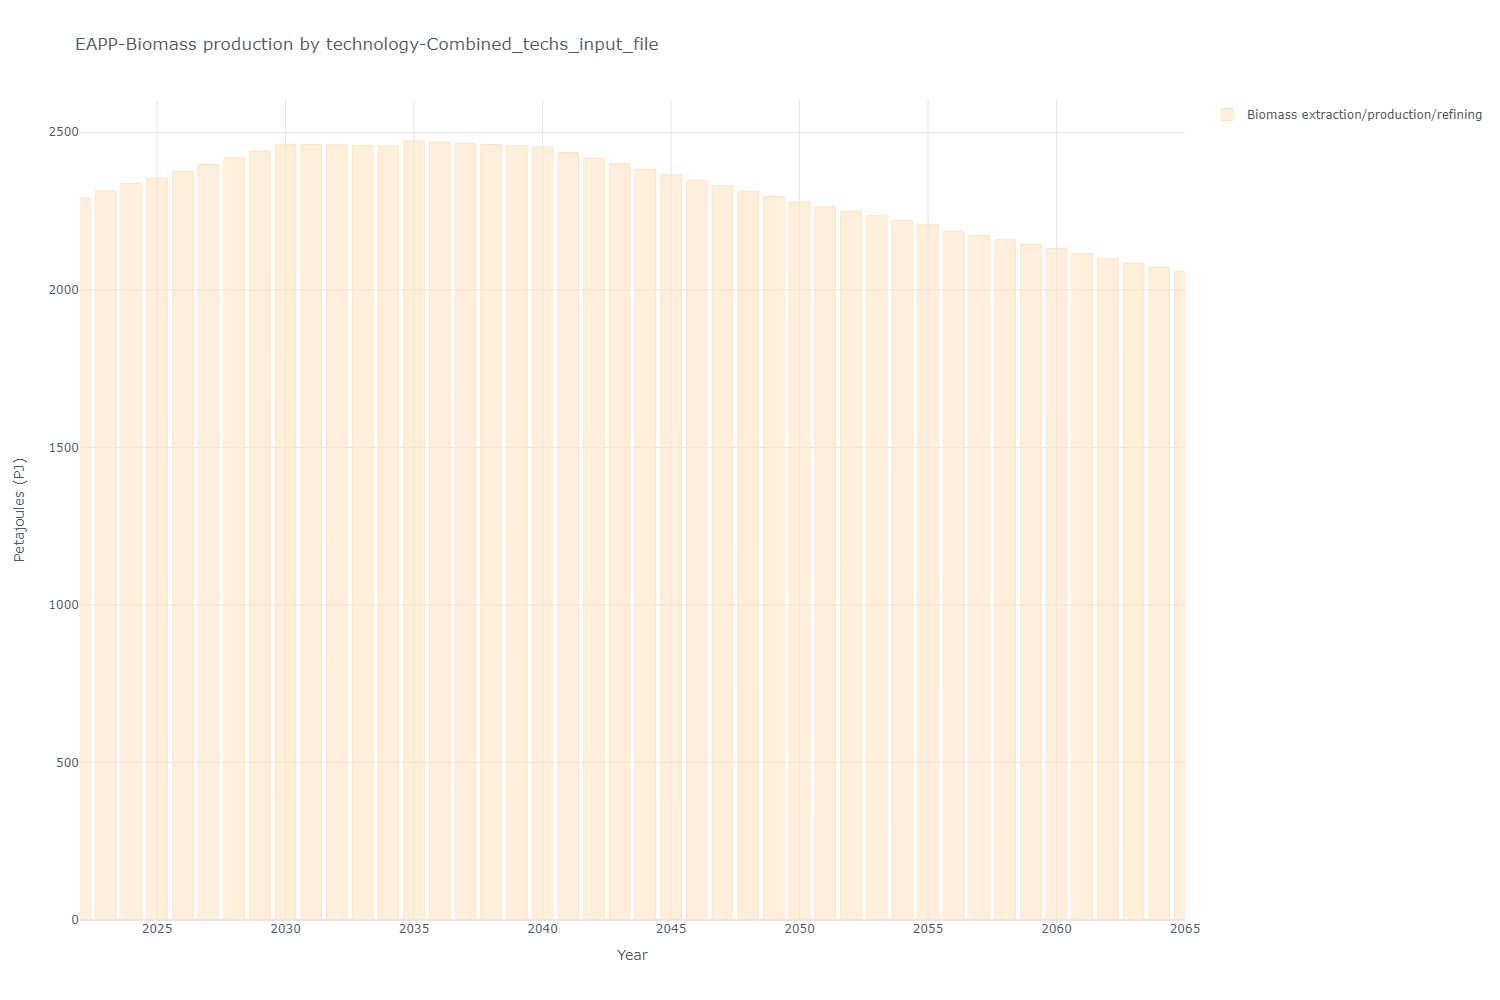 EAPP-Biomass production by technology-Combined_techs_input_file
Biomass extraction/production/refining
2500
2000
1500
1000
500
0
Petajoules (PJ)
2025 2030 2035 2040 2045 2050 2055 2060 2065
Year